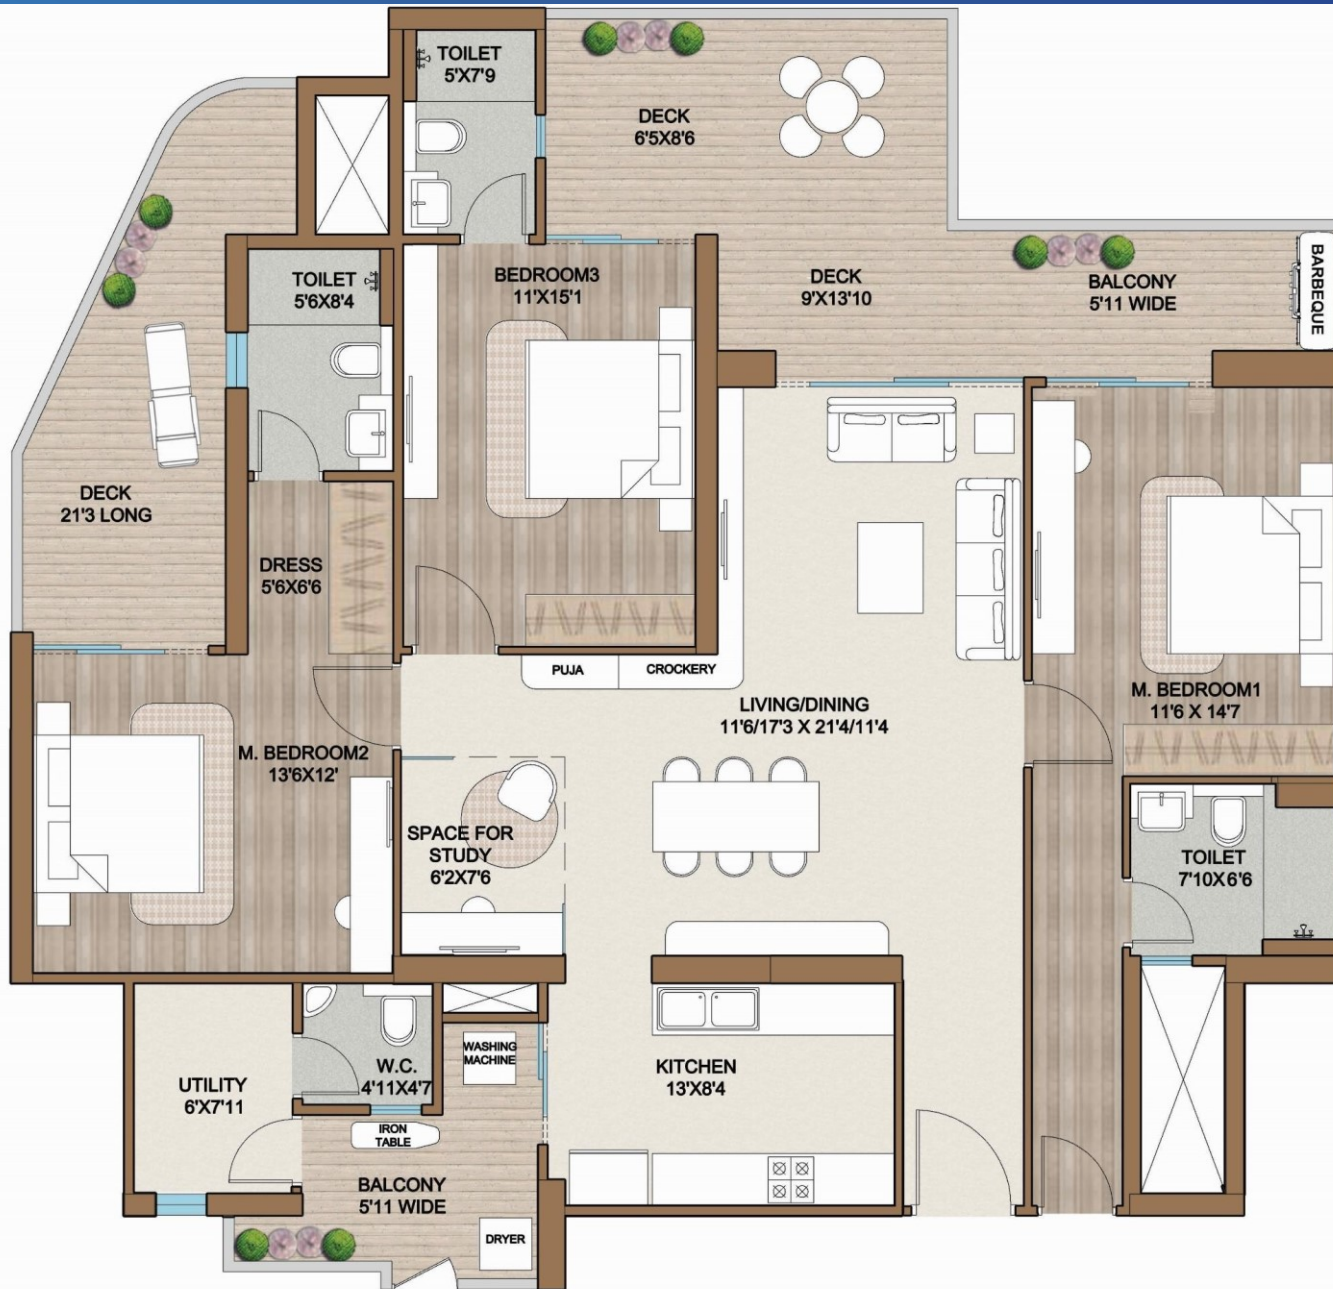 TOILET
5'X7'9
DECK
6'5X8'6
TOILET
5'6X8'4
BEDROOM3
11'X15'1
DECK
9'X13'10
BALCONY
5'11 WIDE
BARBEQUE
DECK
21'3 LONG
DRESS
5'6X6'6
PUJA
CROCKERY
LIVING/DINING
11'6/17'3 X 21'4/11'4
M. BEDROOM1
11'6 X 14'7
M. BEDROOM2
13'6X12'
SPACE FOR
STUDY
6'2X7'6
TOILET
7'10X6'6
UTILITY
6'X7'11
W.C.
4'11X4'7
WASHING
MACHINE
KITCHEN
13'X8'4
IRON
TABLE
BALCONY
5'11 WIDE
DRYER